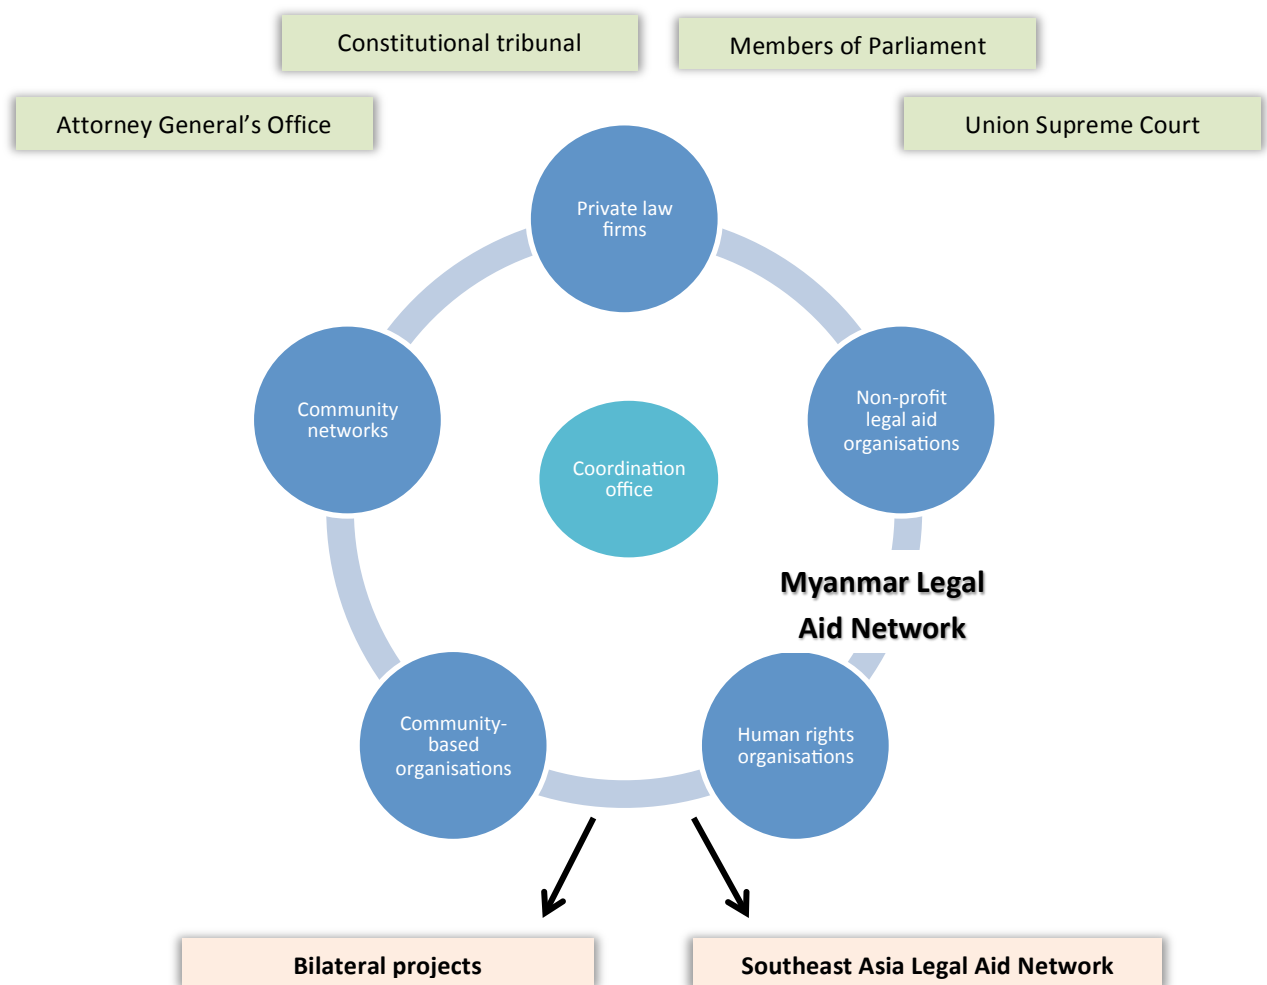 Constitutional tribunal
Members of Parliament
Attorney General’s Office
Union Supreme Court
Private law
firms
Community
networks
Non-profit
legal aid
organisations
Coordination
office
Myanmar Legal
Aid Network
Community-
based
organisations
Human rights
organisations
Bilateral projects
Southeast Asia Legal Aid Network